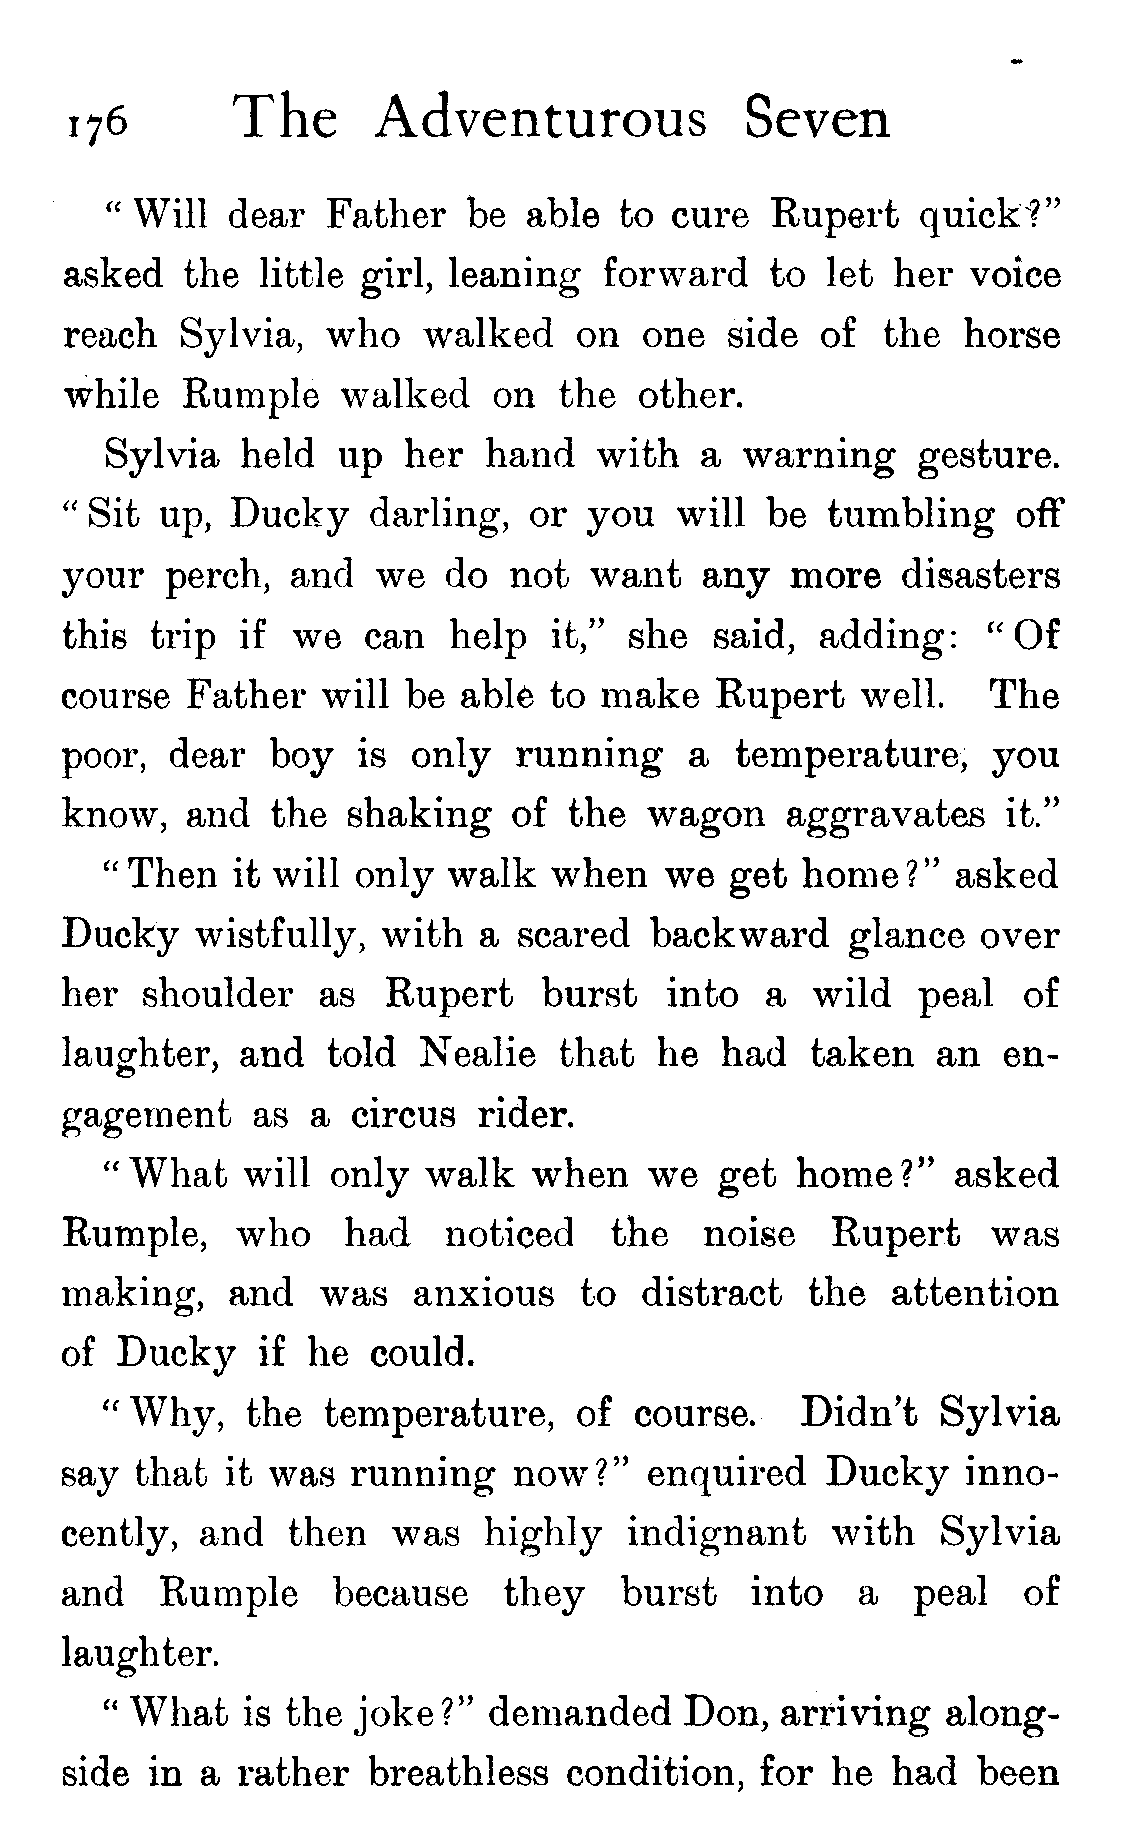 176 The Adventurous Seven
“Will dear Father be able to cure Rupert quick?”
asked the little girl, leaning forward to let her voice
reach Sylvia, who walked on one side of the horse
while Rumple walked on the other.
Sylvia held up her hand with a warning gesture.
“Sit up, Ducky darling, or you will be tumbling off
your perch, and we do not want any more disasters
this trip if we can help it,” she said, adding: “Of
course Father will be able to make Rupert well. The
poor, dear boy is only running a temperature, you
know, and the shaking of the wagon aggravates it.”
“Then it will only walk when we get home?” asked
Ducky wistfully, with a scared backward glance over
her shoulder as Rupert burst into a wild peal of
laughter, and told Nealie that he had taken an en-
gagement as a circus rider.
“What will only walk when we get home?” asked
Rumple, who had noticed the noise Rupert was
making, and was anxious to distract the attention
of Ducky if he could.
“Why, the temperature, of course. Didn’t Sylvia
say that it was running now?” enquired Ducky inno-
cently, and then was highly indignant with Sylvia
and Rumple because they burst into a peal of
laughter.
“What is the joke?” demanded Don, arriving along-
side in a rather breathless condition, for he had been